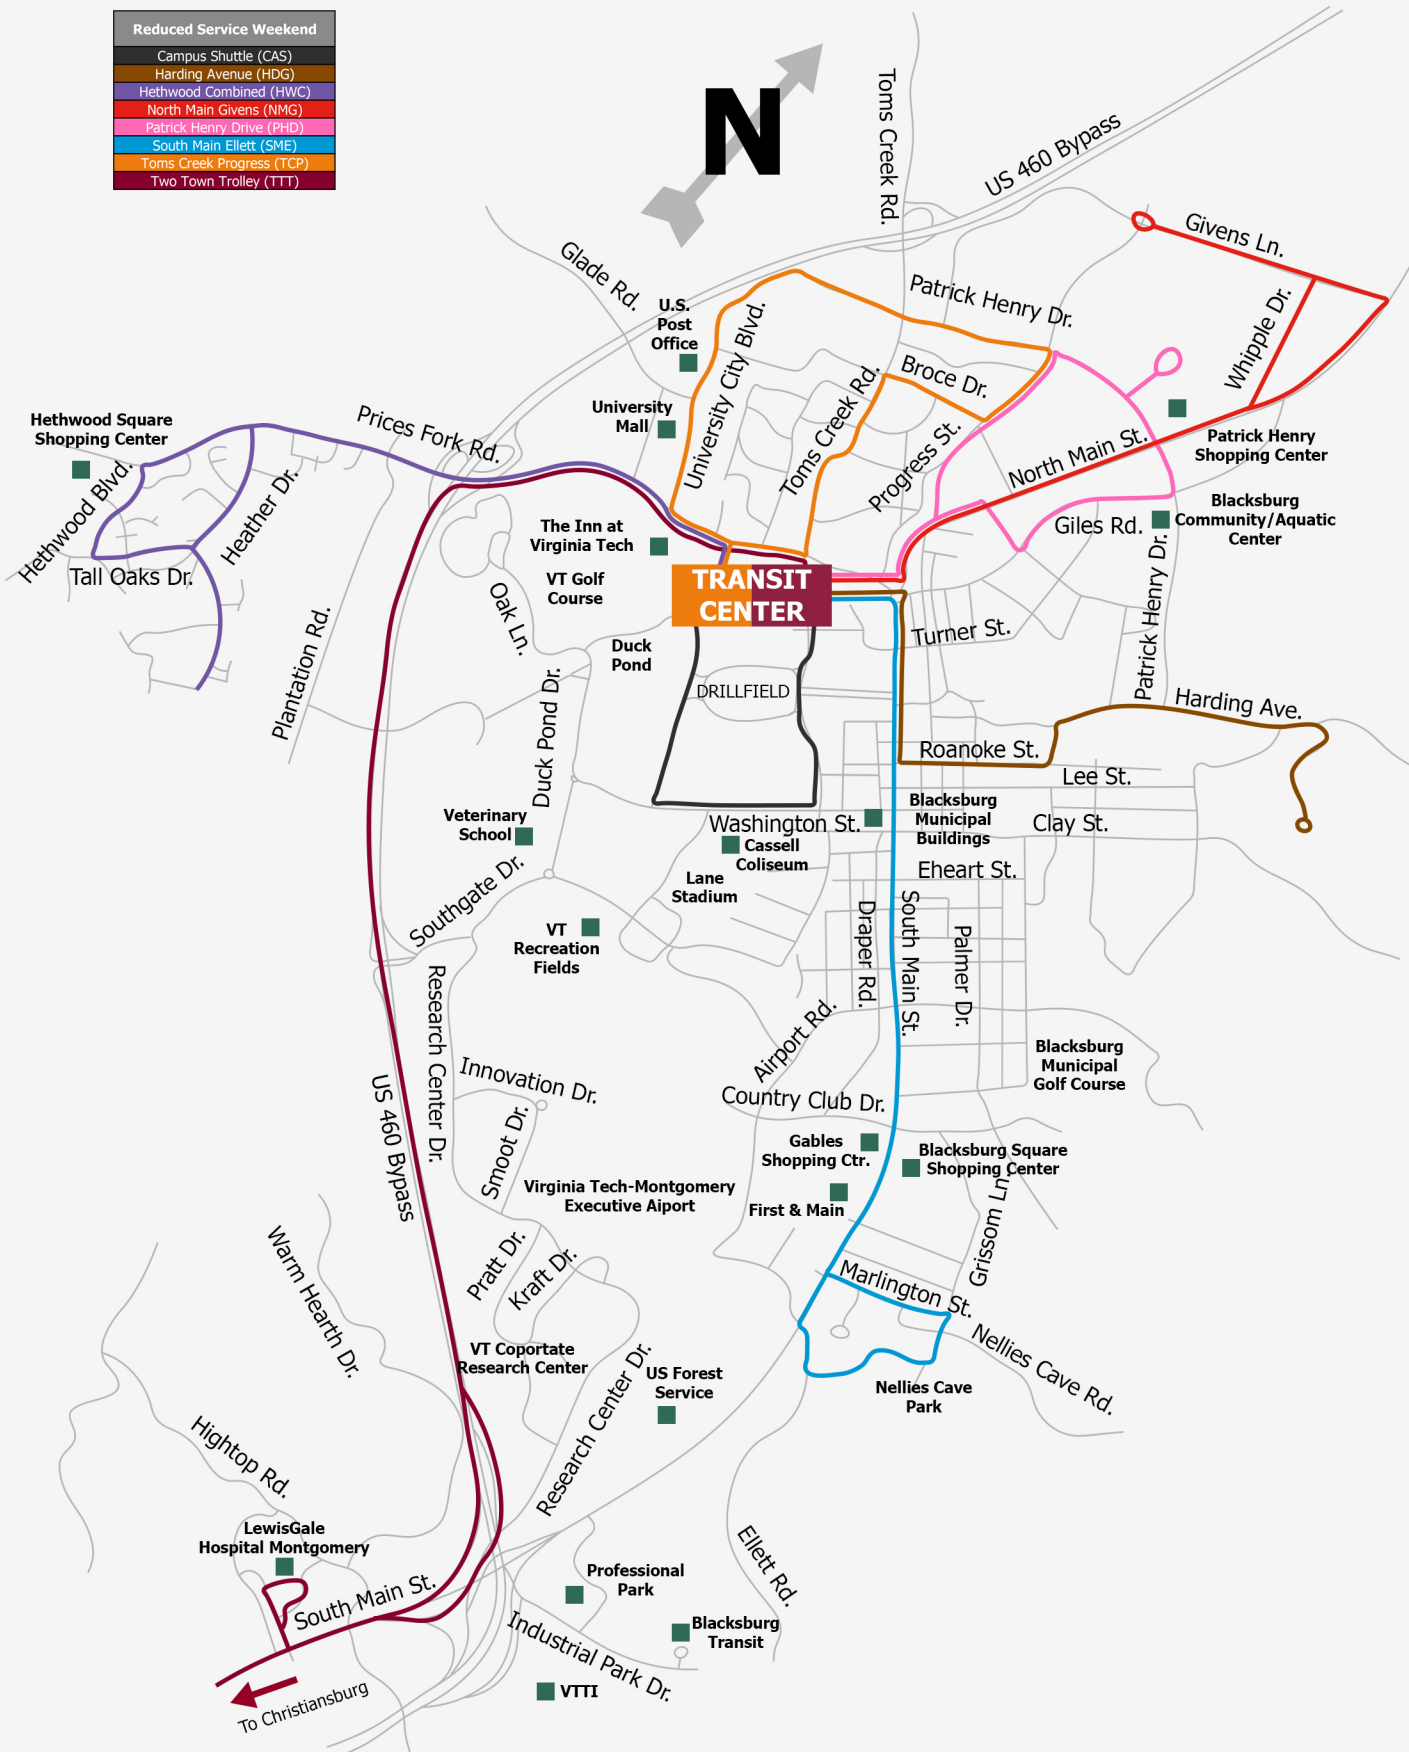 Reduced Service Weekend
Campus Shuttle (CAS)
Harding Avenue (HDG)
Hethwood Combined (HWC)
North Main Givens (NMG)
Patrick Henry Drive (PHD)
South Main Ellett (SME)
Toms Creek Progress (TCP)
Two Town Trolley (TTT)
N
Toms Creek Rd.
US 460 Bypass
Givens Ln.
Glade Rd.
U.S.
Post
Office
Patrick Henry Dr.
Whipple Dr.
University City Blvd.
Broce Dr.
Toms Creek Rd.
University
Mall
Hethwood Square
Shopping Center
Prices Fork Rd.
Progress St.
North Main St.
Patrick Henry
Shopping Center
Hethwood Blvd.
Heather Dr.
Tall Oaks Dr.
The Inn at
Virginia Tech
Giles Rd.
Blacksburg
Community/Aquatic
Center
VT Golf
Course
TRANSIT
CENTER
Oak Ln.
Plantation Rd.
Duck
Pond
Turner St.
Patrick Henry Dr.
DRILLFIELD
Harding Ave.
Duck Pond Dr.
Roanoke St.
Lee St.
Veterinary
School
Washington St.
Blacksburg
Municipal
Buildings
Clay St.
Cassell
Coliseum
Eheart St.
Lane
Stadium
Southgate Dr.
VT
Recreation
Fields
Draper Rd.
South Main St.
Palmer Dr.
Research Center Dr.
Airport Rd.
Blacksburg
Municipal
Golf Course
Innovation Dr.
US 460 Bypass
Country Club Dr.
Smoot Dr.
Gables
Shopping Ctr.
Blacksburg Square
Shopping Center
Virginia Tech-Montgomery
Executive Aiport
First & Main
Grissom Ln.
Warm Hearth Dr.
Pratt Dr.
Kraft Dr.
Marlington St.
VT Coportate
Research Center
Nellies Cave Rd.
US Forest
Service
Nellies Cave
Park
Research Center Dr.
Hightop Rd.
LewisGale
Hospital Montgomery
South Main St.
Professional
Park
Ellett Rd.
Industrial Park Dr.
Blacksburg
Transit
VTTI
To Christiansburg